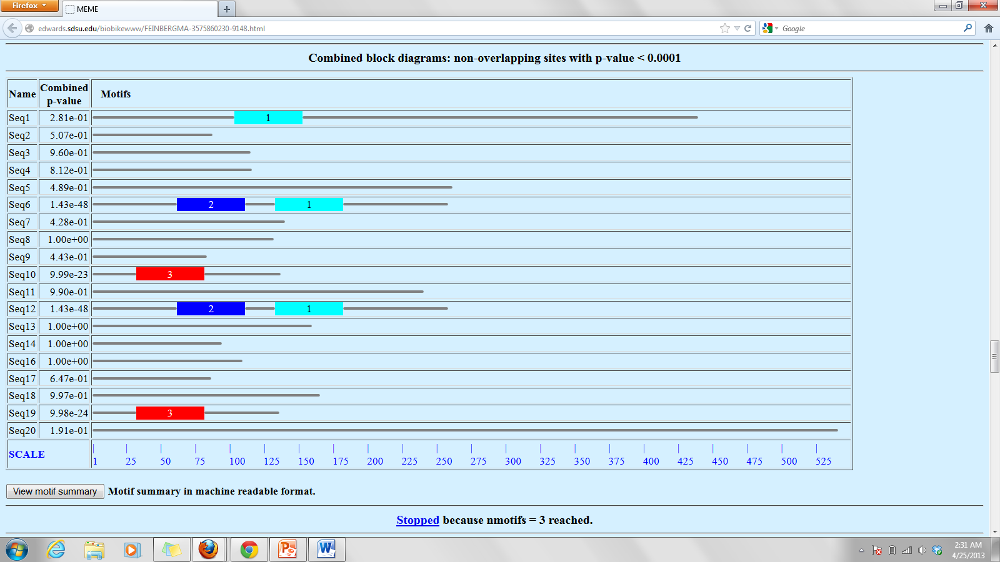 Firefox
MEME
edwards.sdsu.edu/biobikewww/FEINBERGMA-3575860230-9148.html
Google
Combined block diagrams: non-overlapping sites with p-value < 0.0001
Name Combined p-value Motifs
Seq1 2.81e-01 1
Seq2 5.07e-01
Seq3 9.60e-01
Seq4 8.12e-01
Seq5 4.89e-01
Seq6 1.43e-48 2 1
Seq7 4.28e-01
Seq8 1.00e+00
Seq9 4.43e-01
Seq10 9.99e-23 3
Seq11 9.90e-01
Seq12 1.43e-48 2 1
Seq13 1.00e+00
Seq14 1.00e+00
Seq16 1.00e+00
Seq17 6.47e-01
Seq18 9.97e-01
Seq19 9.98e-24 3
Seq20 1.91e-01
SCALE
1 25 50 75 100 125 150 175 200 225 250 275 300 325 350 375 400 425 450 475 500 525
View motif summary Motif summary in machine readable format.
Stopped because nmotifs = 3 reached.
2:31 AM
4/25/2013